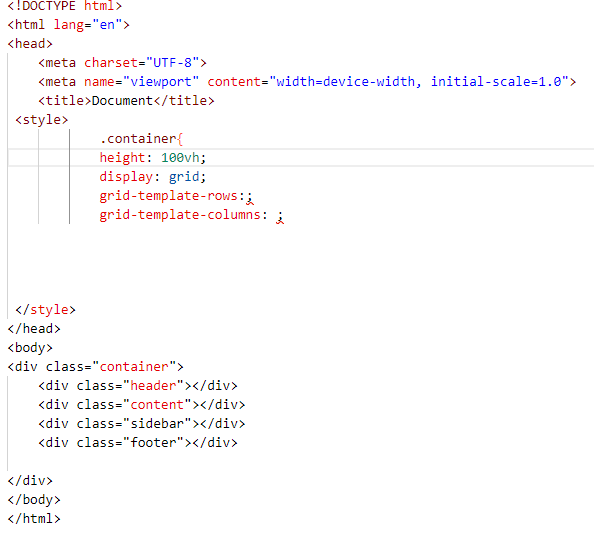 <!DOCTYPE html>
<html lang="en">
<head>
    <meta charset="UTF-8">
    <meta name="viewport" content="width=device-width, initial-scale=1.0">
    <title>Document</title>
 <style>
            .container{
            height: 100vh;
            display: grid;
            grid-template-rows:;
            grid-template-columns: ;
 </style>
</head>
<body>
<div class="container">
    <div class="header"></div>
    <div class="content"></div>
    <div class="sidebar"></div>
    <div class="footer"></div>
</div>
</body>
</html>